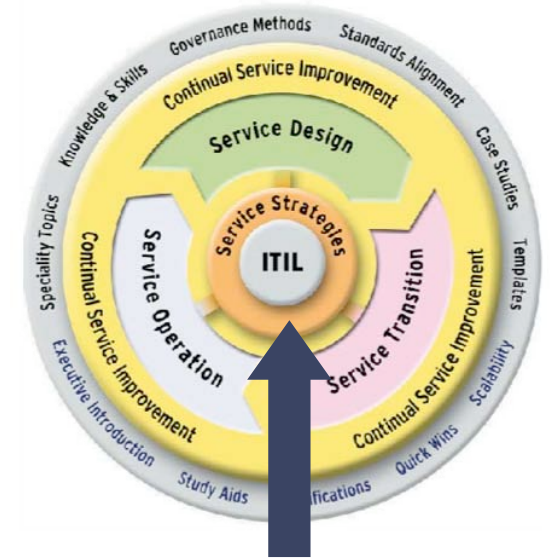 Governance Methods
Standards Alignment
Knowledge & Skills
Case Studies
Speciality Topics
Templates
Executive Introduction
Scalability
Study Aids
Quick Wins
Continual Service Improvement
Continual Service Improvement
Continual Service Improvement
Service Design
Service Strategies
ITIL
Service Operation
Service Transition